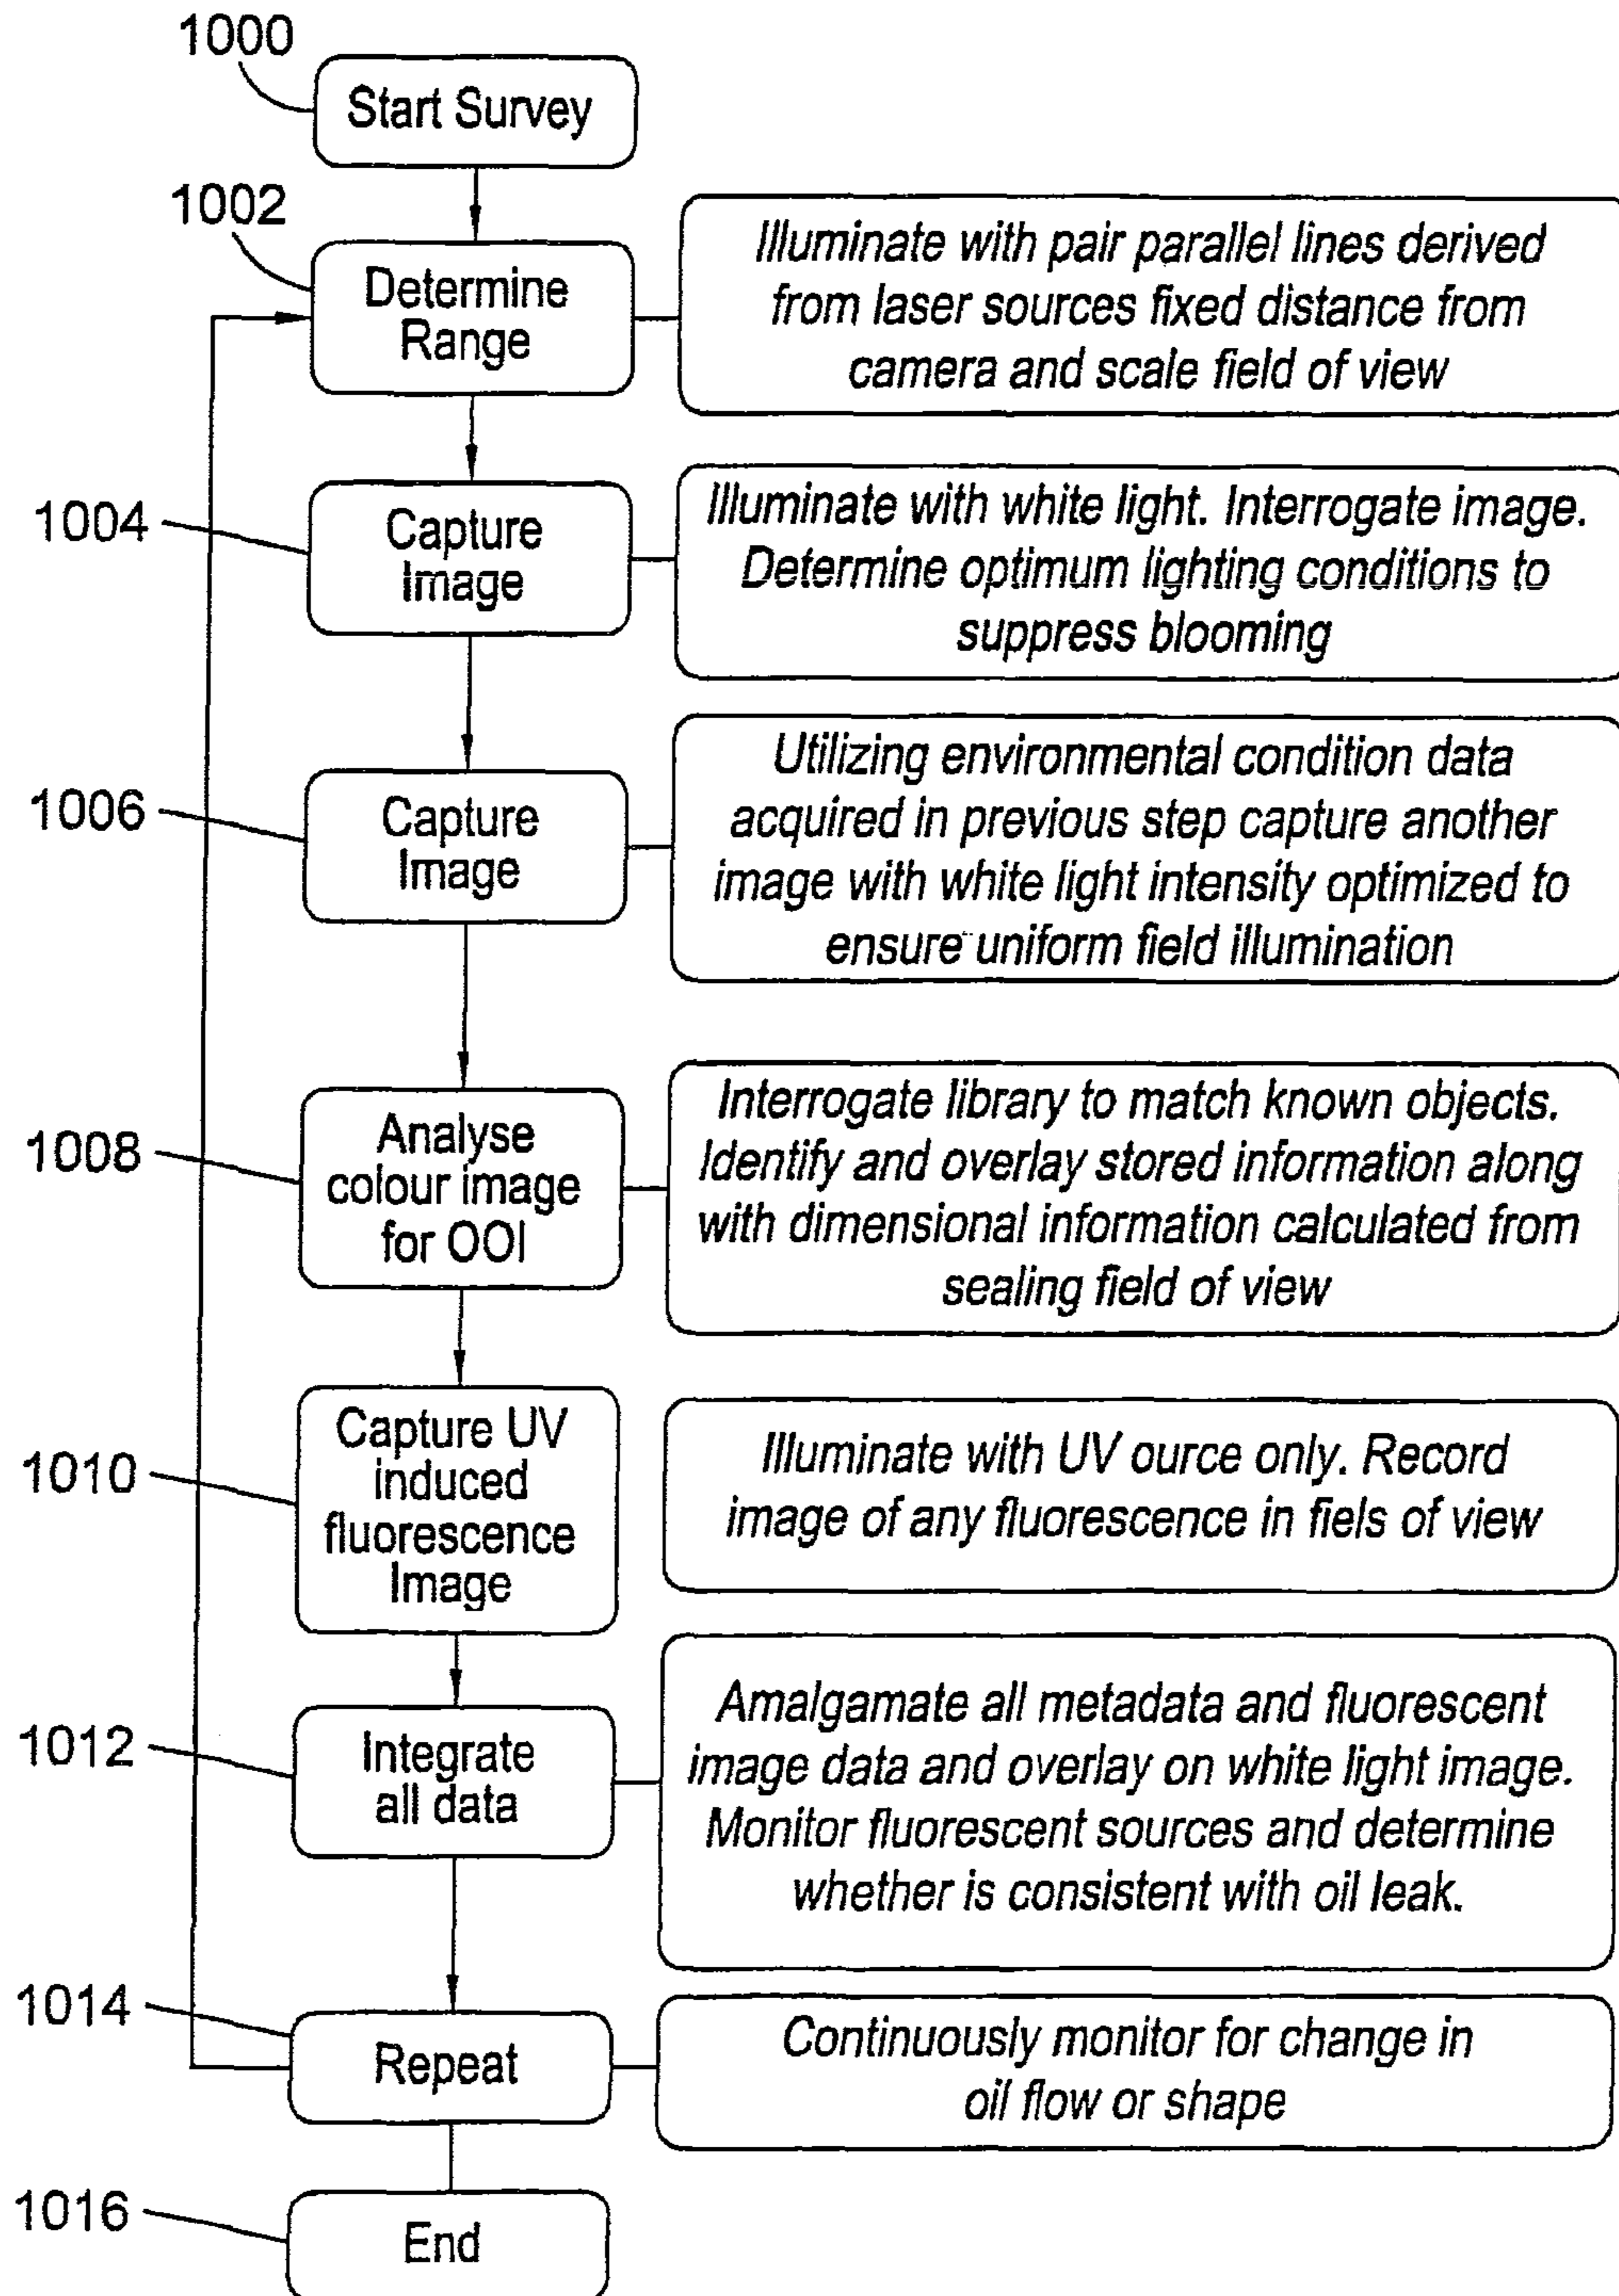 1000
Start Survey
1002
Determine
Range
Illuminate with pair parallel lines derived
from laser sources fixed distance from
camera and scale field of view
1004
Capture
Image
Illuminate with white light. Interrogate image.
Determine optimum lighting conditions to
suppress blooming
1006
Capture
Image
Utilizing environmental condition data
acquired in previous step capture another
image with white light intensity optimized to
ensure uniform field illumination
1008
Analyse
colour image
for OOI
Interrogate library to match known objects.
Identify and overlay stored information along
with dimensional information calculated from
sealing field of view
1010
Capture UV
induced
fluorescence
Image
Illuminate with UV ource only. Record
image of any fluorescence in fiels of view
1012
Integrate
all data
Amalgamate all metadata and fluorescent
image data and overlay on white light image.
Monitor fluorescent sources and determine
whether is consistent with oil leak.
1014
Repeat
Continuously monitor for change in
oil flow or shape
1016
End